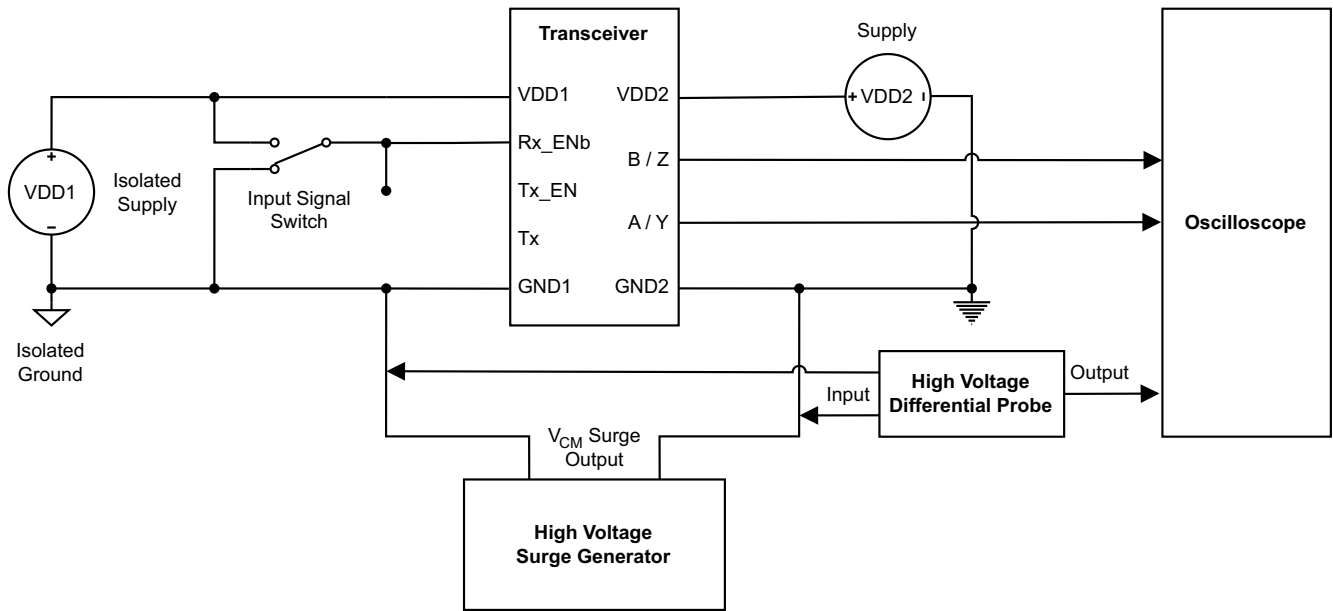 Transceiver
Supply
VDD1
VDD2
+ VDD2 -
Rx_ENb
B / Z
+
VDD1
-
Isolated
Supply
Input Signal
Switch
Tx_EN
Tx
A / Y
Oscilloscope
GND1
GND2
Isolated
Ground
High Voltage
Differential Probe
Input
Output
VCM Surge
Output
High Voltage
Surge Generator